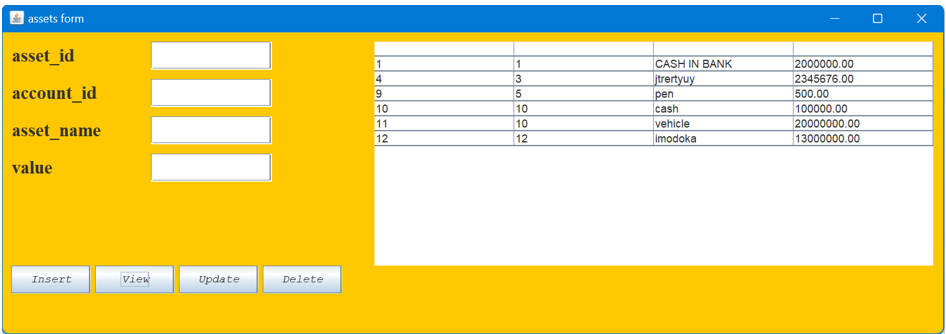 assets form
asset_id
account_id
asset_name
value
1 1 CASH IN BANK 2000000.00
4 3 jtrertyuy 2345676.00
9 5 pen 500.00
10 10 cash 100000.00
11 10 vehicle 20000000.00
12 12 imodoka 13000000.00
Insert View Update Delete